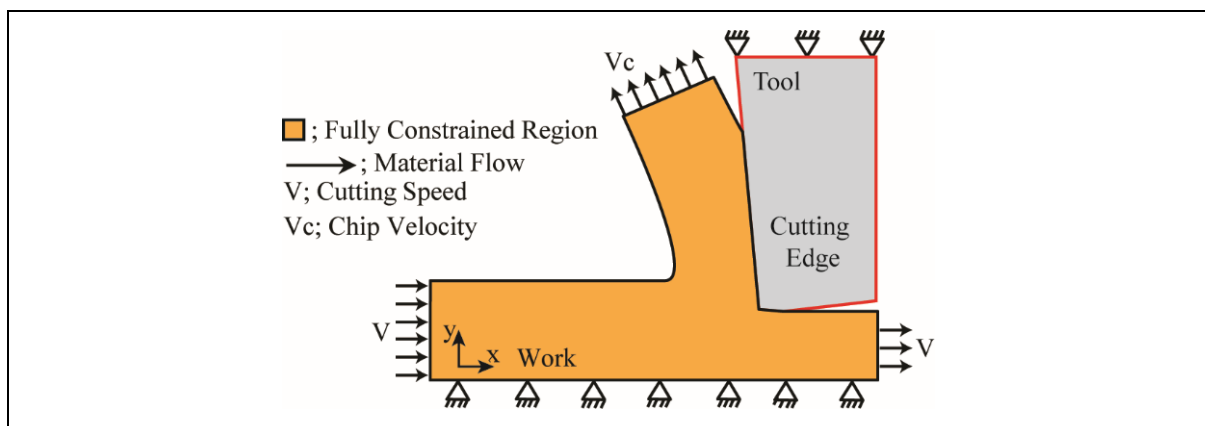 Vc
Tool
; Fully Constrained Region
; Material Flow
V; Cutting Speed
Vc; Chip Velocity
Cutting
Edge
V
y
x
Work
V